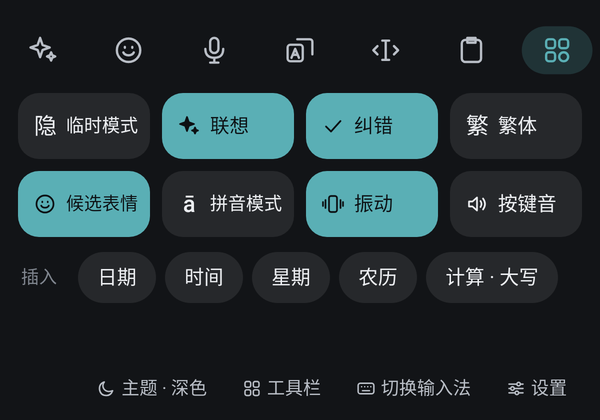 A
隐 临时模式 联想 纠错 繁 繁体
候选表情 ā 拼音模式 振动 按键音
插入 日期 时间 星期 农历 计算 · 大写
主题 · 深色 工具栏 切换输入法 设置